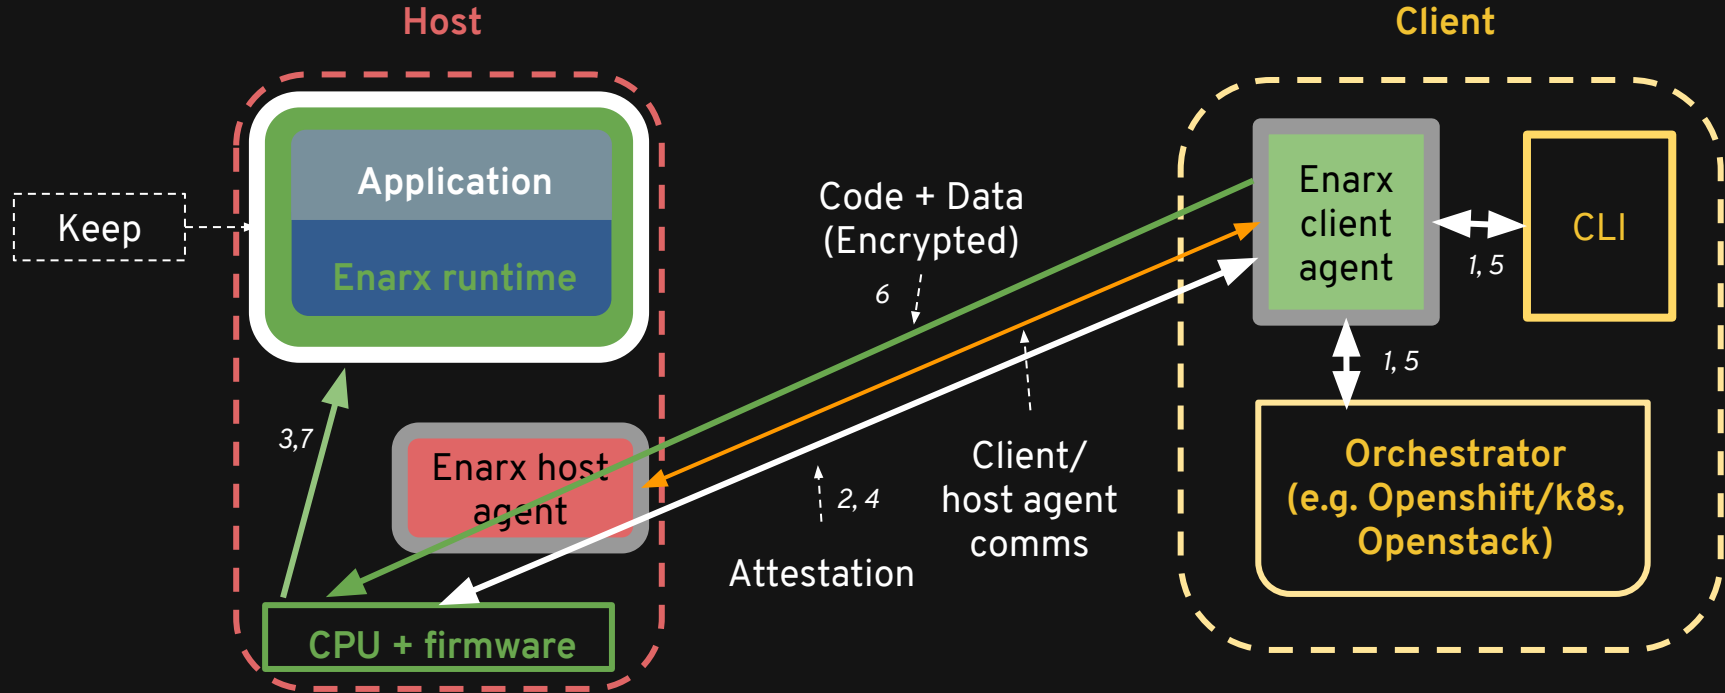 Host
Client
Keep
Application
Enarx runtime
3,7
Enarx host
agent
CPU + firmware
Code + Data
(Encrypted)
6
2, 4
Attestation
Client/
host agent
comms
Enarx
client
agent
1, 5
CLI
1, 5
Orchestrator
(e.g. Openshift/k8s,
Openstack)